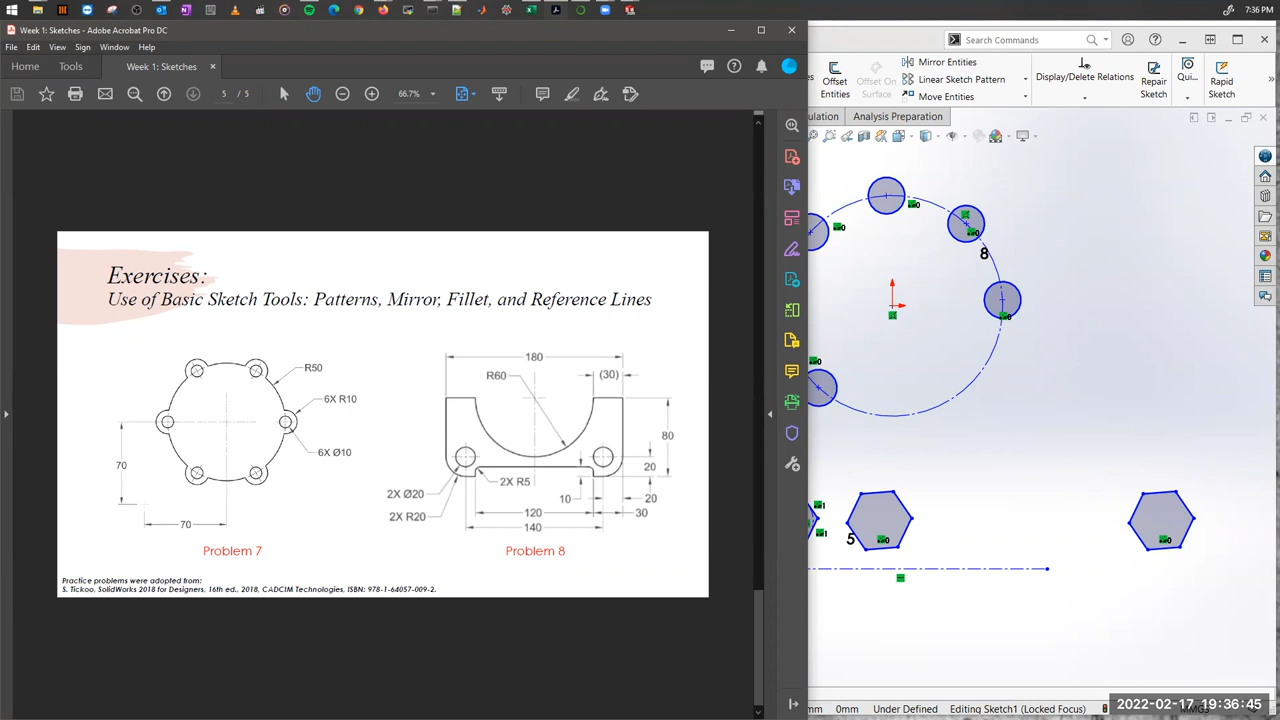 7:36 PM
Week 1: Sketches - Adobe Acrobat Pro DC
File Edit View Sign Window Help
Home Tools Week 1: Sketches
5 / 5
66.7%
Exercises:
Use of Basic Sketch Tools: Patterns, Mirror, Fillet, and Reference Lines
R50
6X R10
6X Ø10
70
70
Problem 7
180
R60
(30)
80
20
2X R5
10
20
2X Ø20
2X R20
120
30
140
Problem 8
Practice problems were adopted from:
S. Tickoo, SolidWorks 2018 for Designers, 16th ed., 2018, CADCIM Technologies, ISBN: 978-1-64057-009-2.
Search Commands
Offset
Entities
Offset On
Surface
Mirror Entities
Linear Sketch Pattern
Move Entities
Display/Delete Relations
Repair
Sketch
Qui...
Rapid
Sketch
ulation Analysis Preparation
8
5
mm 0mm Under Defined Editing Sketch1 (Locked Focus)
MMGS
2022-02-17 19:36:45